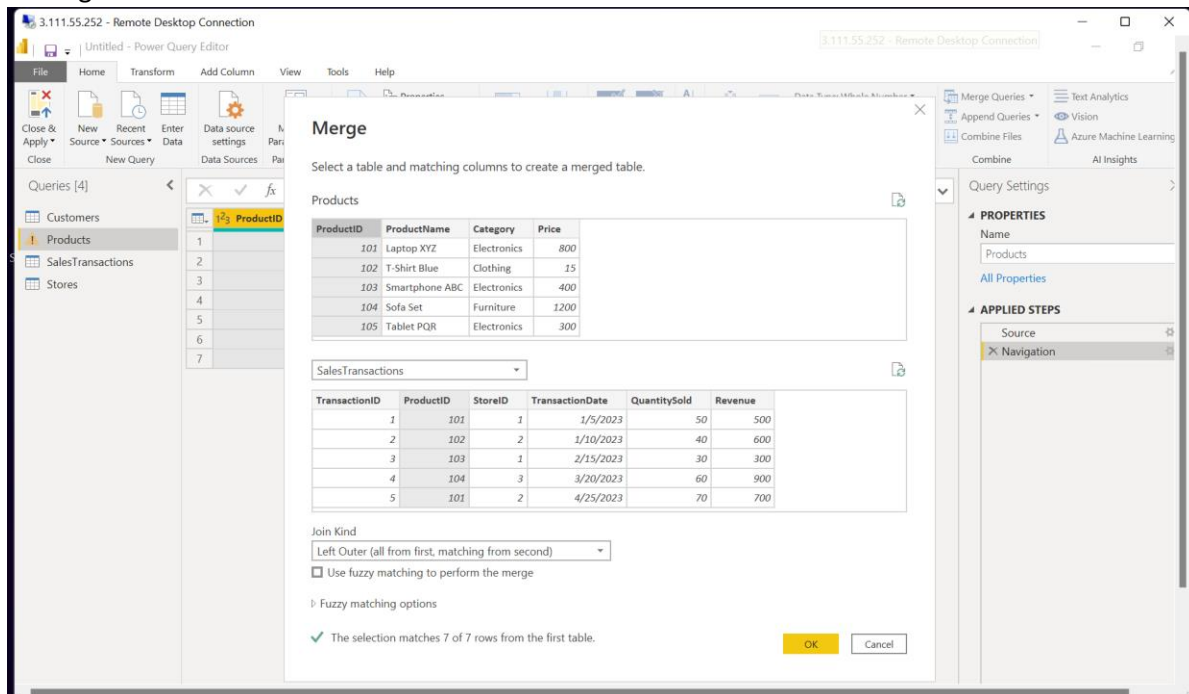 3.111.55.252 - Remote Desktop Connection
Untitled - Power Query Editor
3.111.55.252 - Remote Desktop Connection
File Home Transform Add Column View Tools Help
Close & Apply New Source Recent Sources Enter Data Data source settings
Merge Queries Text Analytics
Append Queries Vision
Combine Files Azure Machine Learning
Close New Query Data Sources Combine AI Insights
Queries [4]
Customers
Products
SalesTransactions
Stores
fx
123 ProductID
1
2
3
4
5
6
7
Merge
Select a table and matching columns to create a merged table.
Products
ProductID ProductName Category Price
101 Laptop XYZ Electronics 800
102 T-Shirt Blue Clothing 15
103 Smartphone ABC Electronics 400
104 Sofa Set Furniture 1200
105 Tablet PQR Electronics 300
SalesTransactions
TransactionID ProductID StoreID TransactionDate QuantitySold Revenue
1 101 1 1/5/2023 50 500
2 102 2 1/10/2023 40 600
3 103 1 2/15/2023 30 300
4 104 3 3/20/2023 60 900
5 101 2 4/25/2023 70 700
Join Kind
Left Outer (all from first, matching from second)
Use fuzzy matching to perform the merge
Fuzzy matching options
The selection matches 7 of 7 rows from the first table.
OK Cancel
Query Settings
PROPERTIES
Name
Products
All Properties
APPLIED STEPS
Source
Navigation